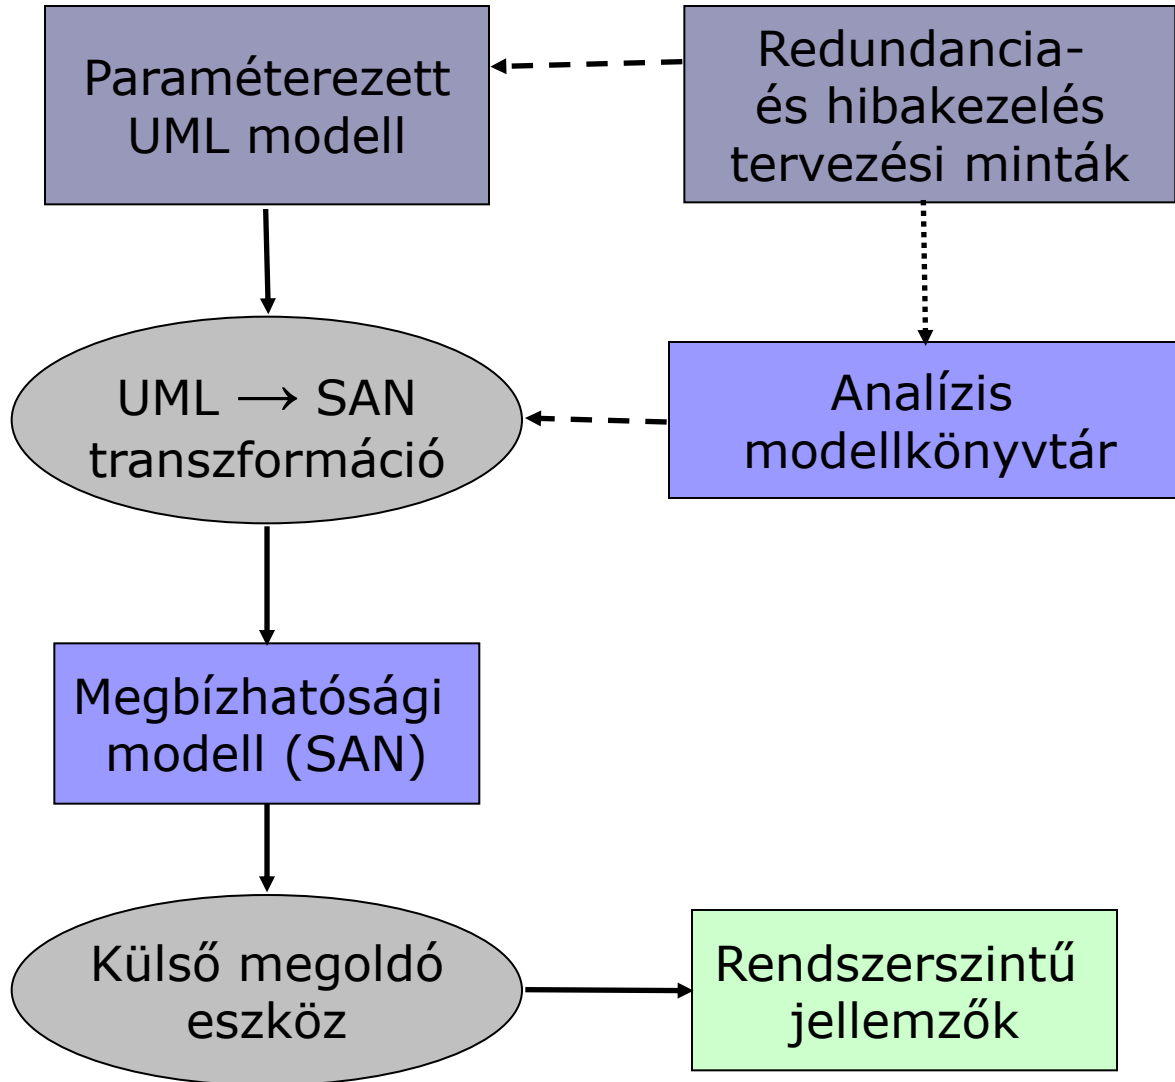 Paraméterezett
UML modell
Redundancia-
és hibakezelés
tervezési minták
UML → SAN
transzformáció
Analízis
modellkönyvtár
Megbízhatósági
modell (SAN)
Külső megoldó
eszköz
Rendszerszintű
jellemzők